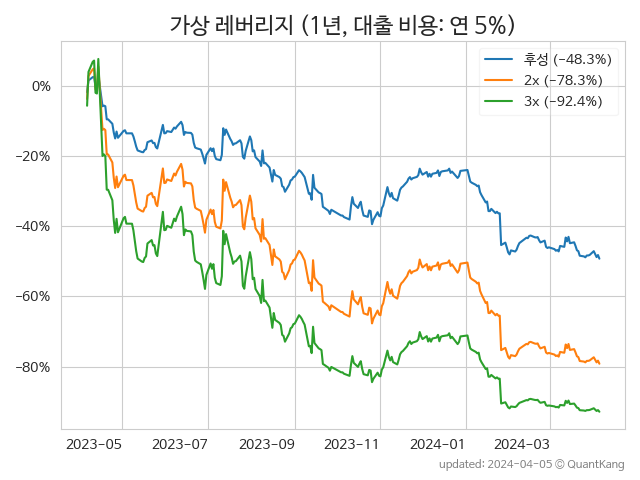 가상 레버리지 (1년, 대출 비용: 연 5%)
후성 (−48.3%)
2x (−78.3%)
3x (−92.4%)
0%
−20%
−40%
−60%
−80%
2023-05 2023-07 2023-09 2023-11 2024-01 2024-03
updated: 2024-04-05 © QuantKang